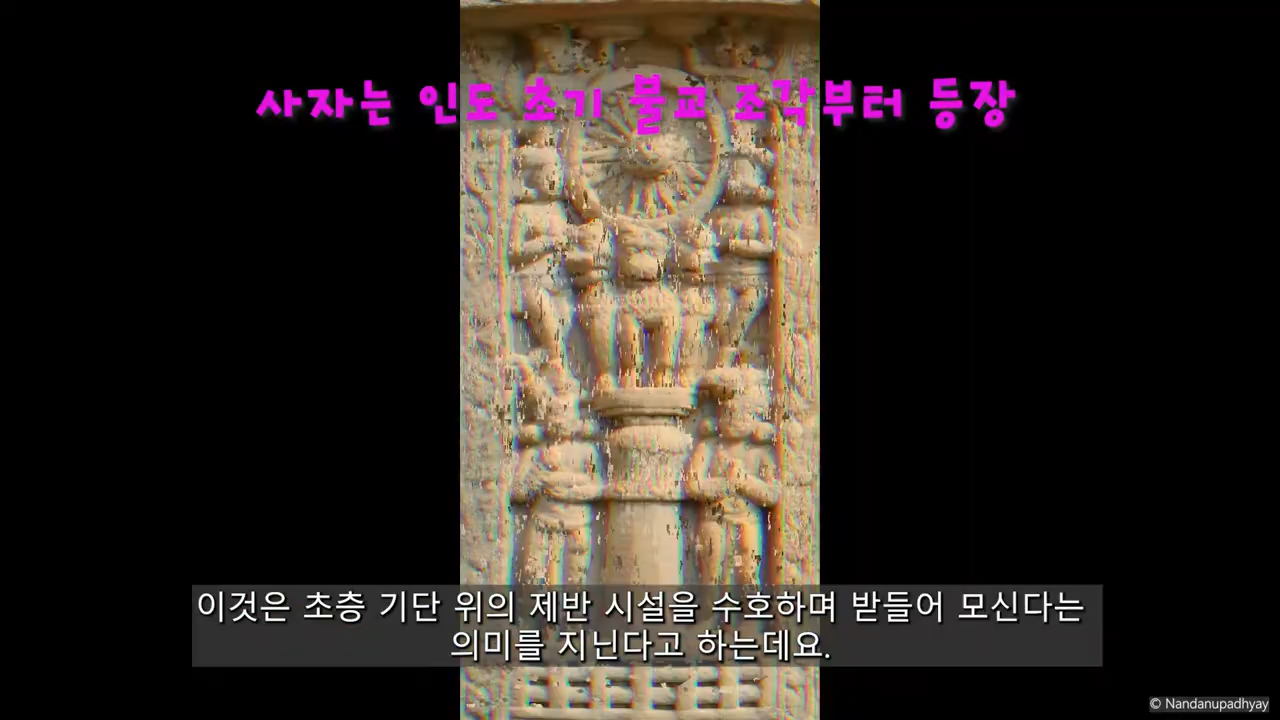 사자는 인도 초기 불교 조각부터 등장
이것은 초층 기단 위의 제반 시설을 수호하며 받들어 모신다는
의미를 지닌다고 하는데요.
© Nandanupadhyay